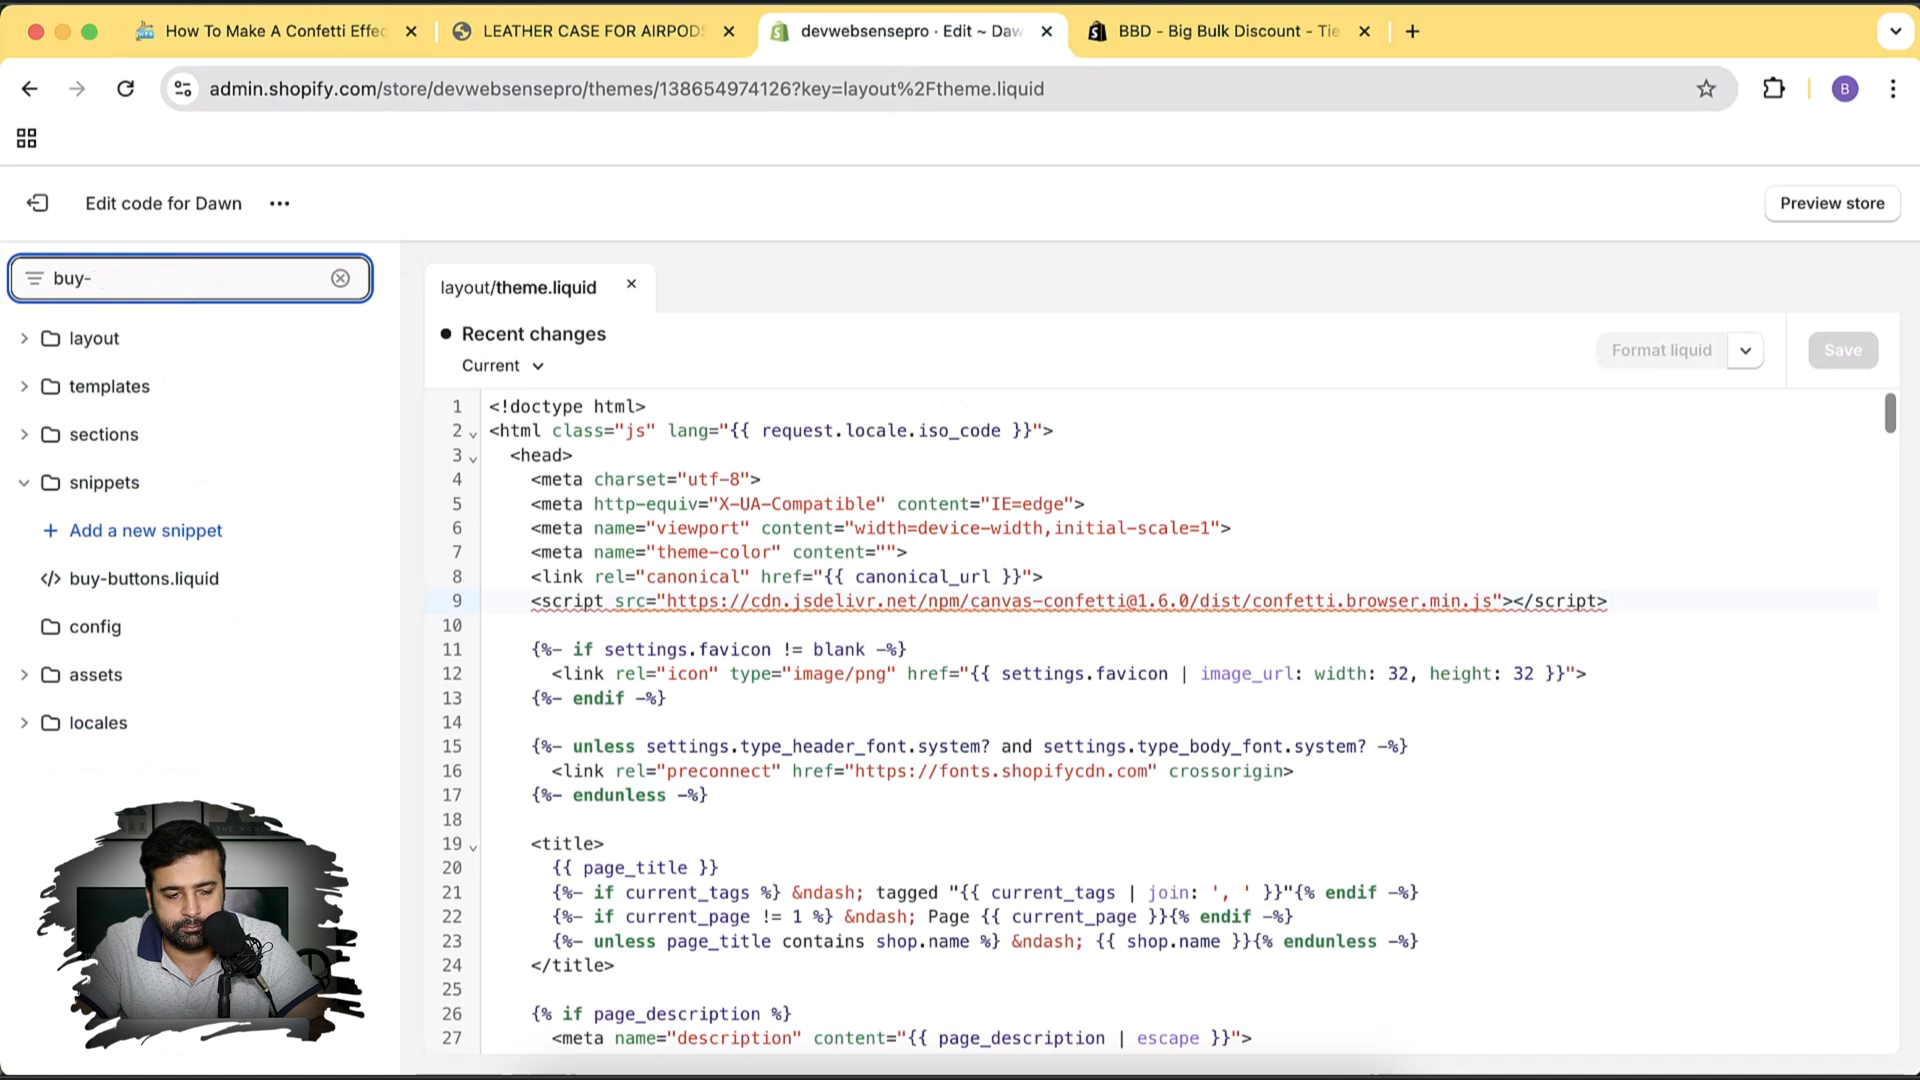 How To Make A Confetti Effec
LEATHER CASE FOR AIRPODS
devwebsensepro · Edit ~ Daw
BBD - Big Bulk Discount - Tie
admin.shopify.com/store/devwebsensepro/themes/138654974126?key=layout%2Ftheme.liquid
B
Edit code for Dawn
Preview store
buy-
layout
templates
sections
snippets
Add a new snippet
buy-buttons.liquid
config
assets
locales
layout/theme.liquid
Recent changes
Current
Format liquid
Save
1 <!doctype html>
2 <html class="js" lang="{{ request.locale.iso_code }}">
3 <head>
4 <meta charset="utf-8">
5 <meta http-equiv="X-UA-Compatible" content="IE=edge">
6 <meta name="viewport" content="width=device-width,initial-scale=1">
7 <meta name="theme-color" content="">
8 <link rel="canonical" href="{{ canonical_url }}">
9 <script src="https://cdn.jsdelivr.net/npm/canvas-confetti@1.6.0/dist/confetti.browser.min.js"></script>
10
11 {%- if settings.favicon != blank -%}
12 <link rel="icon" type="image/png" href="{{ settings.favicon | image_url: width: 32, height: 32 }}">
13 {%- endif -%}
14
15 {%- unless settings.type_header_font.system? and settings.type_body_font.system? -%}
16 <link rel="preconnect" href="https://fonts.shopifycdn.com" crossorigin>
17 {%- endunless -%}
18
19 <title>
20 {{ page_title }}
21 {%- if current_tags %} &ndash; tagged "{{ current_tags | join: ', ' }}"{% endif -%}
22 {%- if current_page != 1 %} &ndash; Page {{ current_page }}{% endif -%}
23 {%- unless page_title contains shop.name %} &ndash; {{ shop.name }}{% endunless -%}
24 </title>
25
26 {% if page_description %}
27 <meta name="description" content="{{ page_description | escape }}">